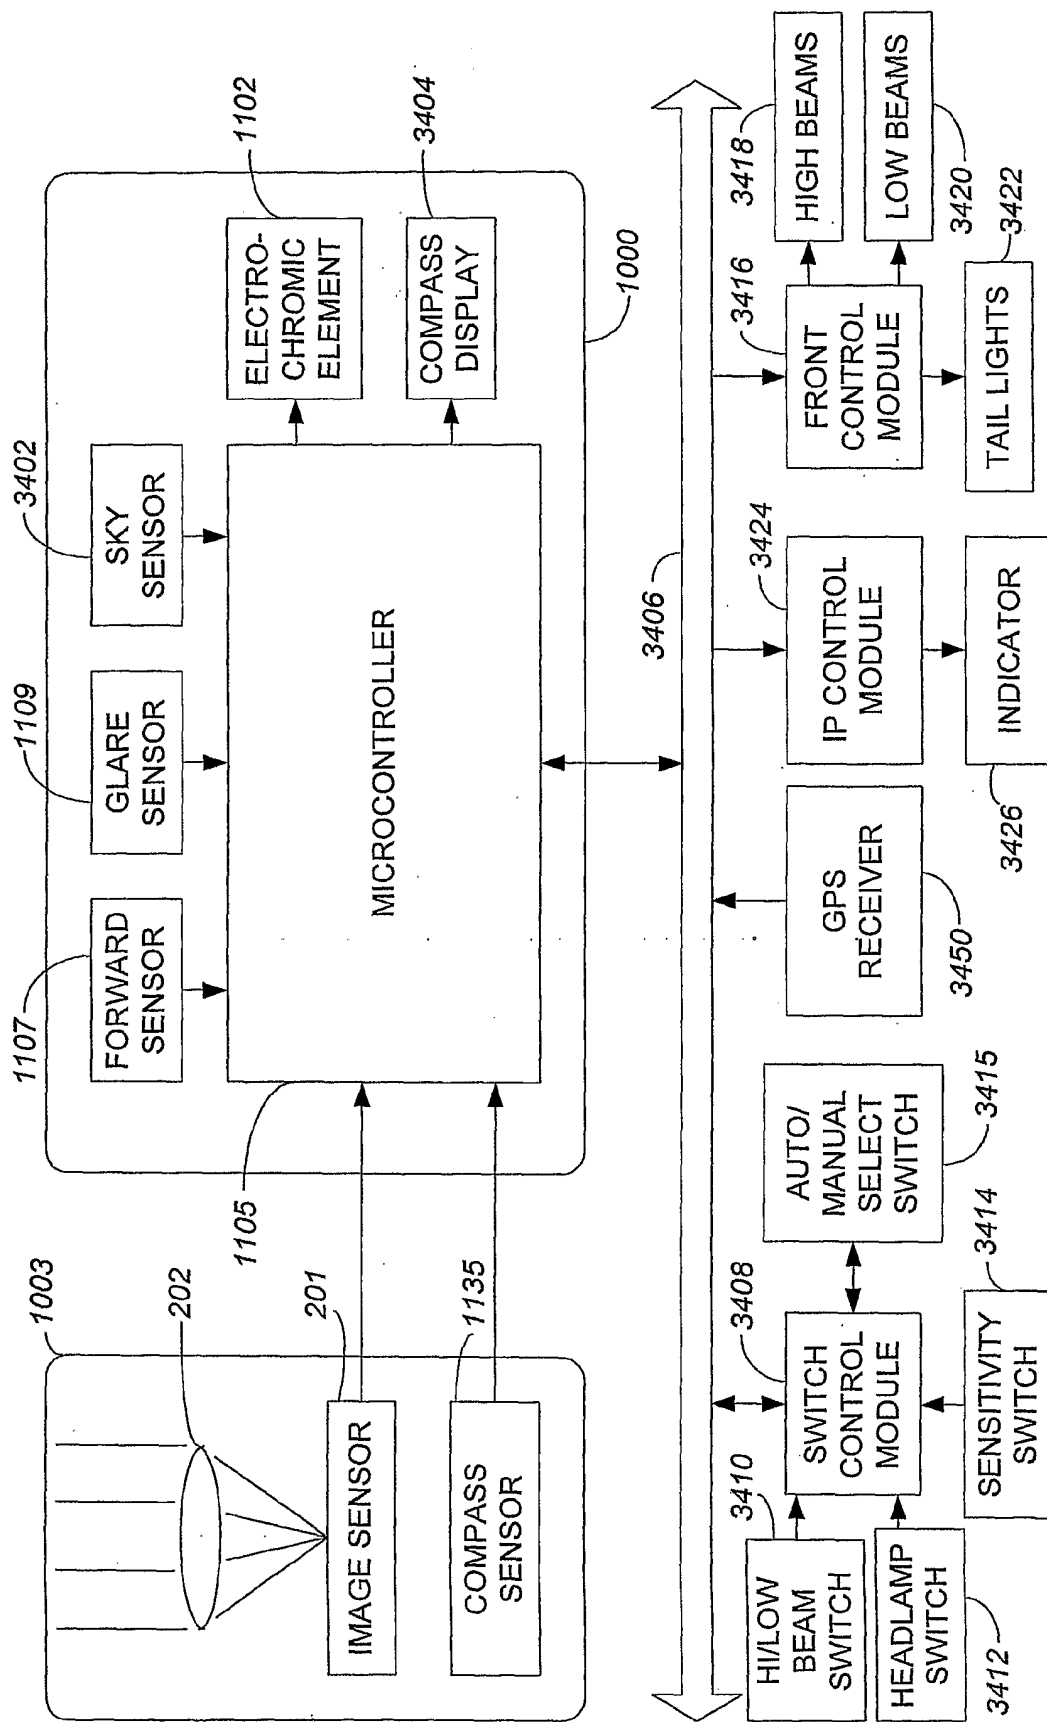 1003
202
201
IMAGE SENSOR
1135
COMPASS
SENSOR
1107
FORWARD
SENSOR
1109
GLARE
SENSOR
3402
SKY
SENSOR
1105
MICROCONTROLLER
1102
ELECTRO-
CHROMIC
ELEMENT
3404
COMPASS
DISPLAY
1000
3406
3410
HI/LOW
BEAM
SWITCH
HEADLAMP
SWITCH
3412
3408
SWITCH
CONTROL
MODULE
3414
SENSITIVITY
SWITCH
AUTO/
MANUAL
SELECT
SWITCH
3415
GPS
RECEIVER
3450
3424
IP CONTROL
MODULE
INDICATOR
3426
3416
FRONT
CONTROL
MODULE
3418
HIGH BEAMS
LOW BEAMS
3420
TAIL LIGHTS
3422